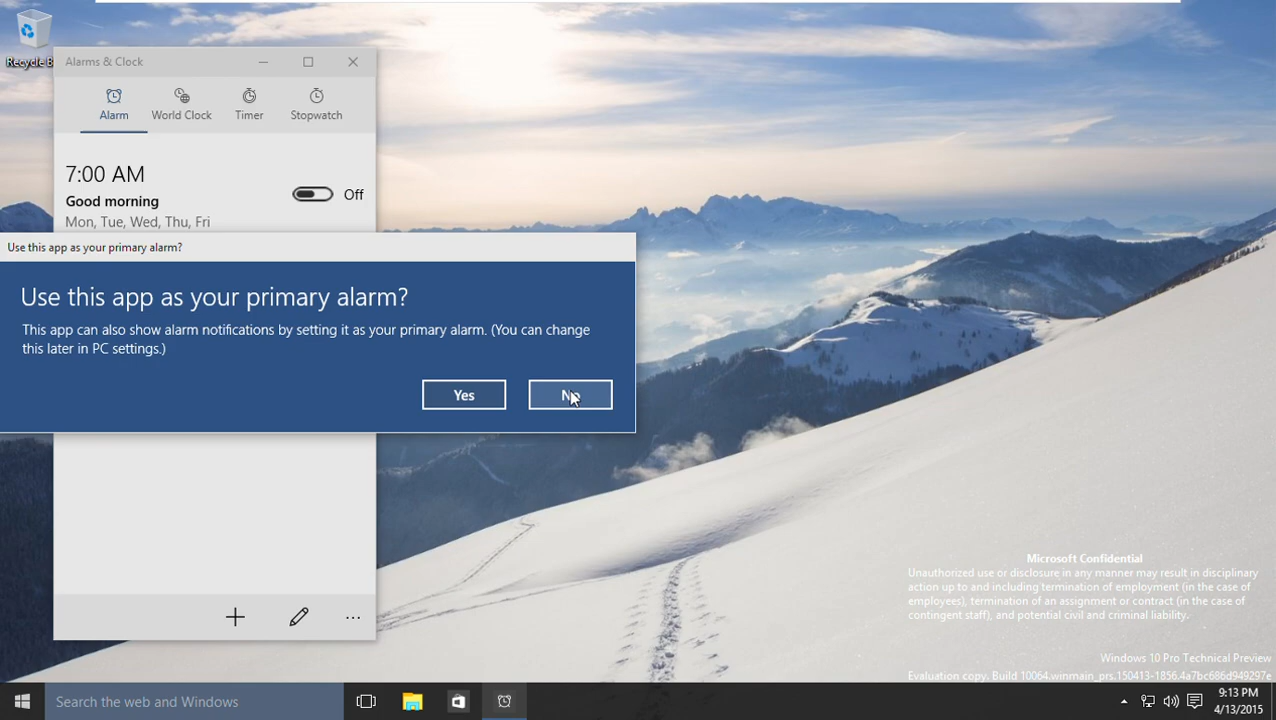 Recycle B
Alarms & Clock
Alarm
World Clock
Timer
Stopwatch
7:00 AM
Good morning
Mon, Tue, Wed, Thu, Fri
Off
Use this app as your primary alarm?
Use this app as your primary alarm?
This app can also show alarm notifications by setting it as your primary alarm. (You can change
this later in PC settings.)
Yes
No
Microsoft Confidential
Unauthorized use or disclosure in any manner may result in disciplinary
action up to and including termination of employment (in the case of
employees), termination of an assignment or contract (in the case of
contingent staff), and potential civil and criminal liability.
Windows 10 Pro Technical Preview
Evaluation copy. Build 10064.winmain_prs.150413-1856.4a7bc686d949297e
Search the web and Windows
9:13 PM
4/13/2015